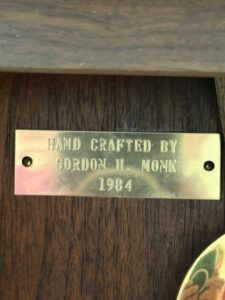 HAND CRAFTED BY
GORDON H. MONK
1984